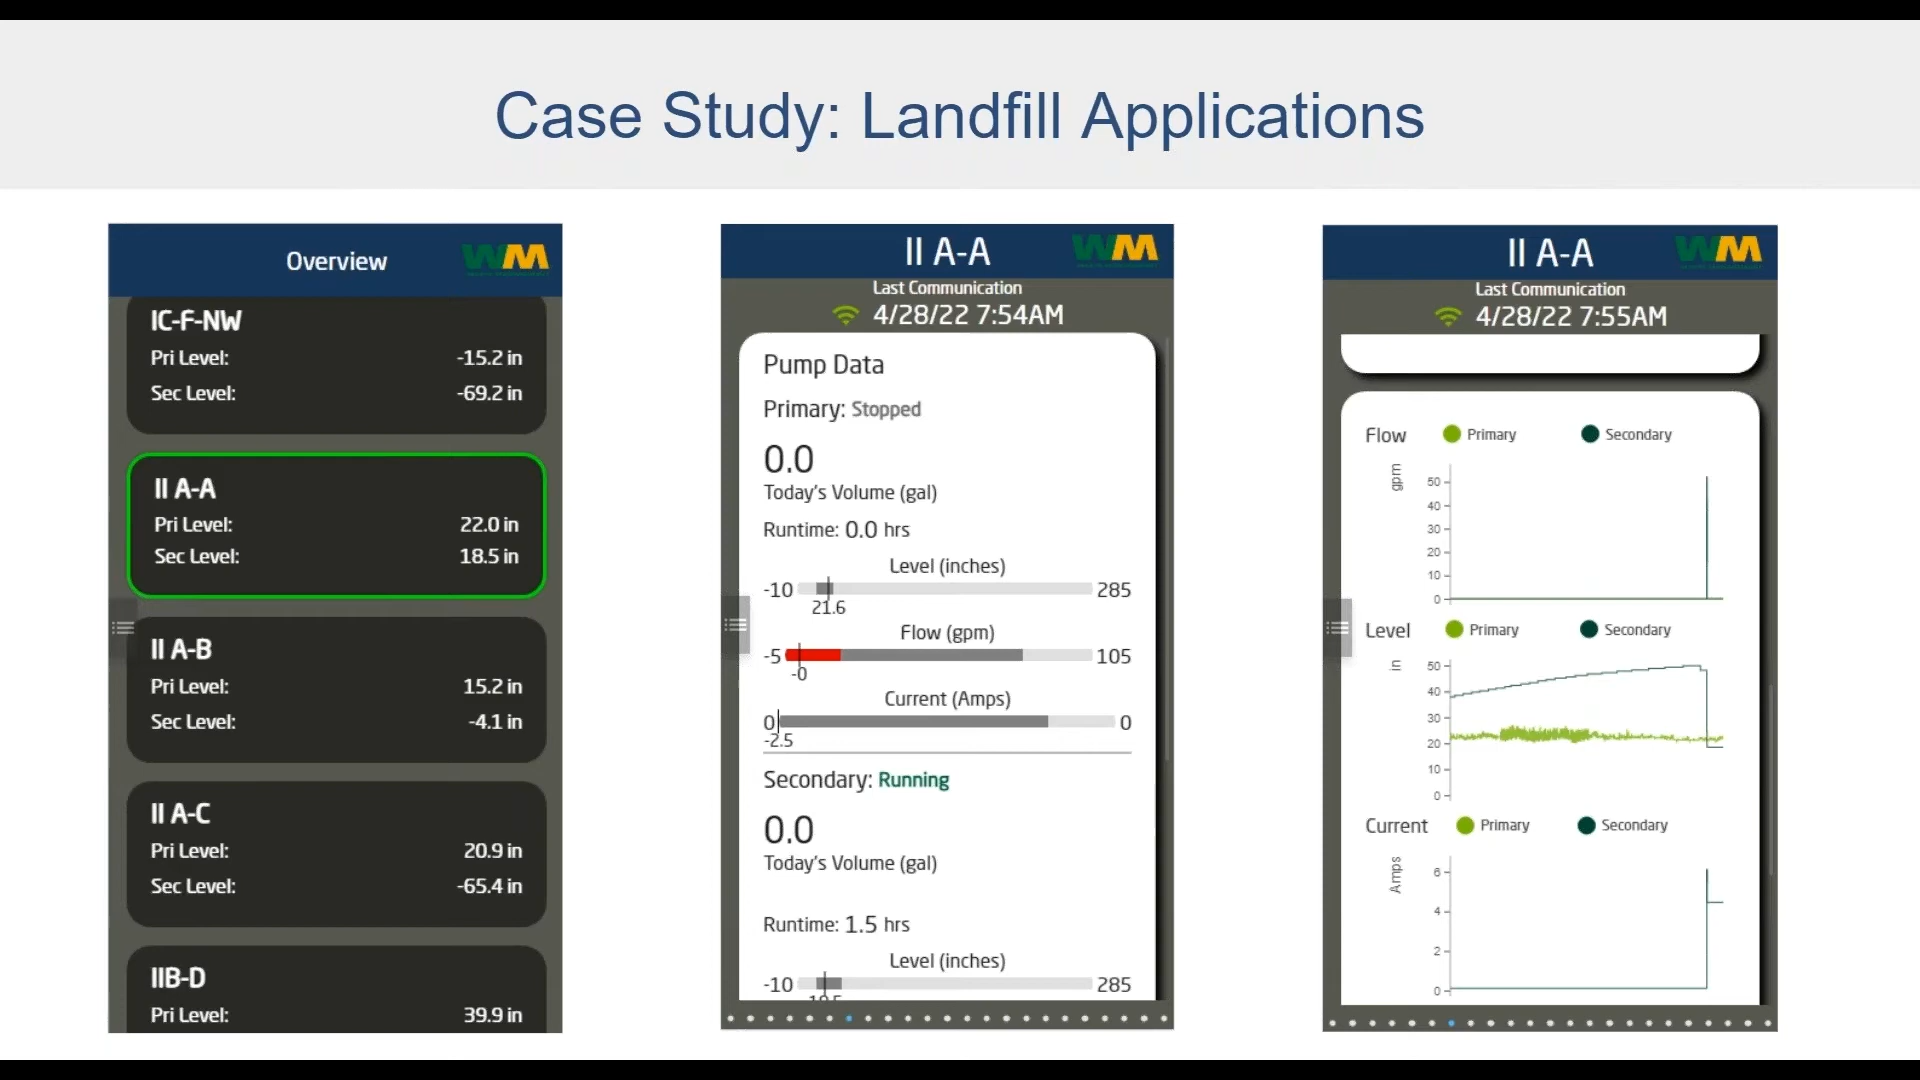 Case Study: Landfill Applications
Overview
WM
IC-F-NW
Pri Level: -15.2 in
Sec Level: -69.2 in
II A-A
Pri Level: 22.0 in
Sec Level: 18.5 in
II A-B
Pri Level: 15.2 in
Sec Level: -4.1 in
II A-C
Pri Level: 20.9 in
Sec Level: -65.4 in
IIB-D
Pri Level: 39.9 in
II A-A
WM
Last Communication
4/28/22 7:54AM
Pump Data
Primary: Stopped
0.0
Today's Volume (gal)
Runtime: 0.0 hrs
Level (inches)
-10 285
21.6
Flow (gpm)
-5 105
-0
Current (Amps)
0 0
-2.5
Secondary: Running
0.0
Today's Volume (gal)
Runtime: 1.5 hrs
Level (inches)
-10 285
II A-A
WM
Last Communication
4/28/22 7:55AM
Flow Primary Secondary
gpm
50
40
30
20
10
0
Level Primary Secondary
in
50
40
30
20
10
0
Current Primary Secondary
Amps
6
4
2
0